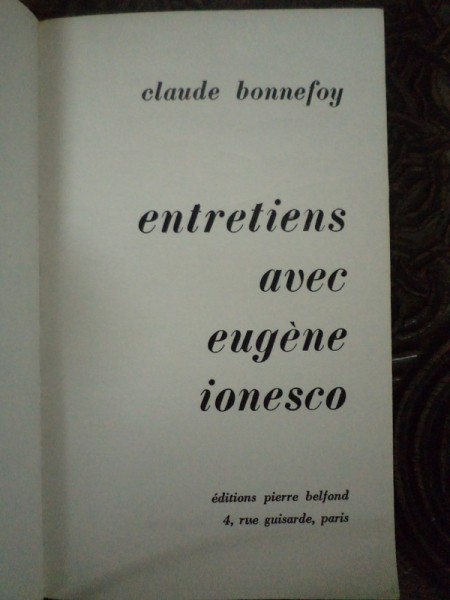 claude bonnefoy
entretiens
avec
eugène
ionesco
éditions pierre belfond
4, rue guisarde, paris